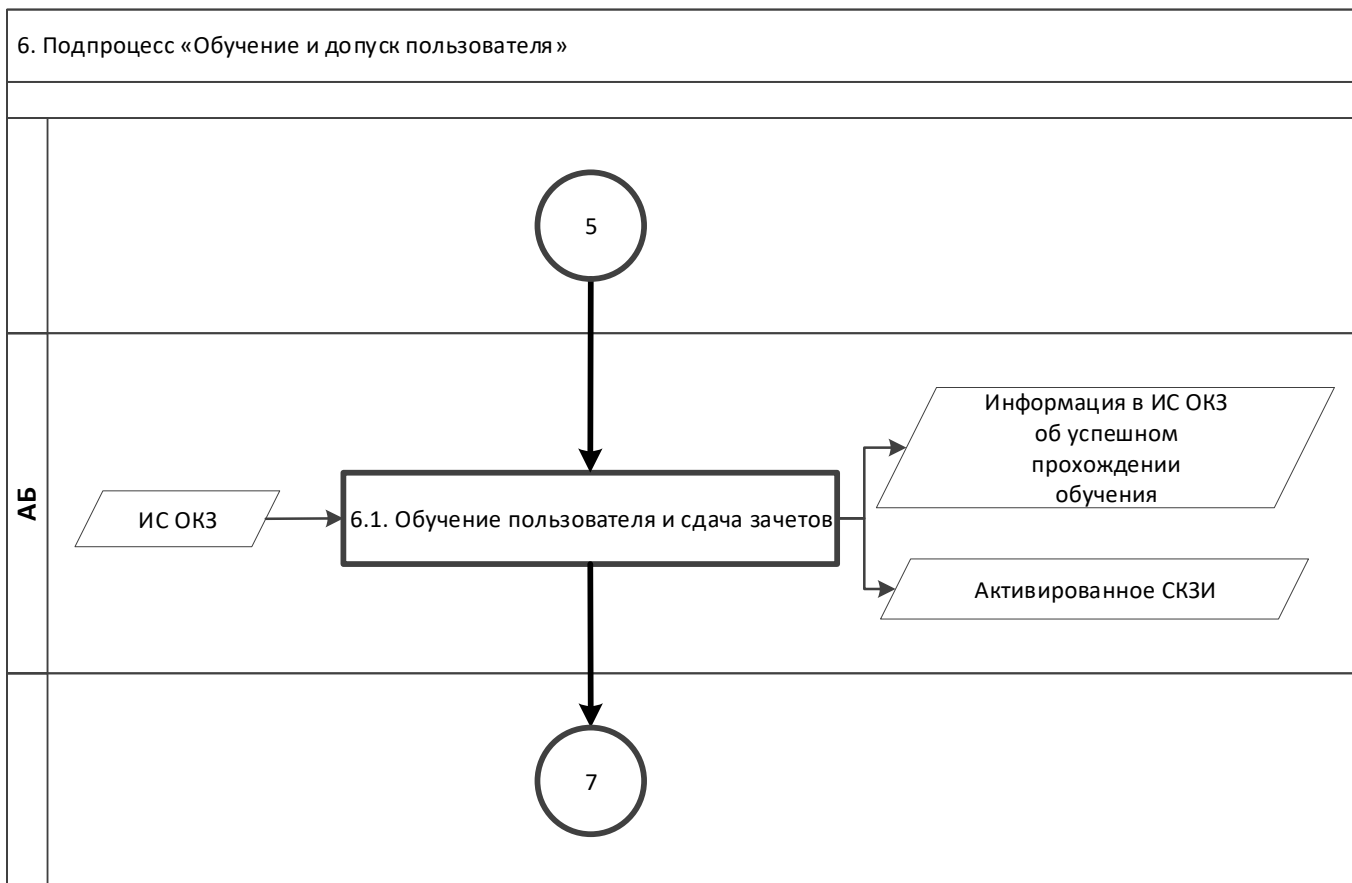 6. Подпроцесс «Обучение и допуск пользователя»
5
АБ
ИС ОКЗ
6.1. Обучение пользователя и сдача зачетов
Информация в ИС ОКЗ
об успешном
прохождении
обучения
Активированное СКЗИ
7